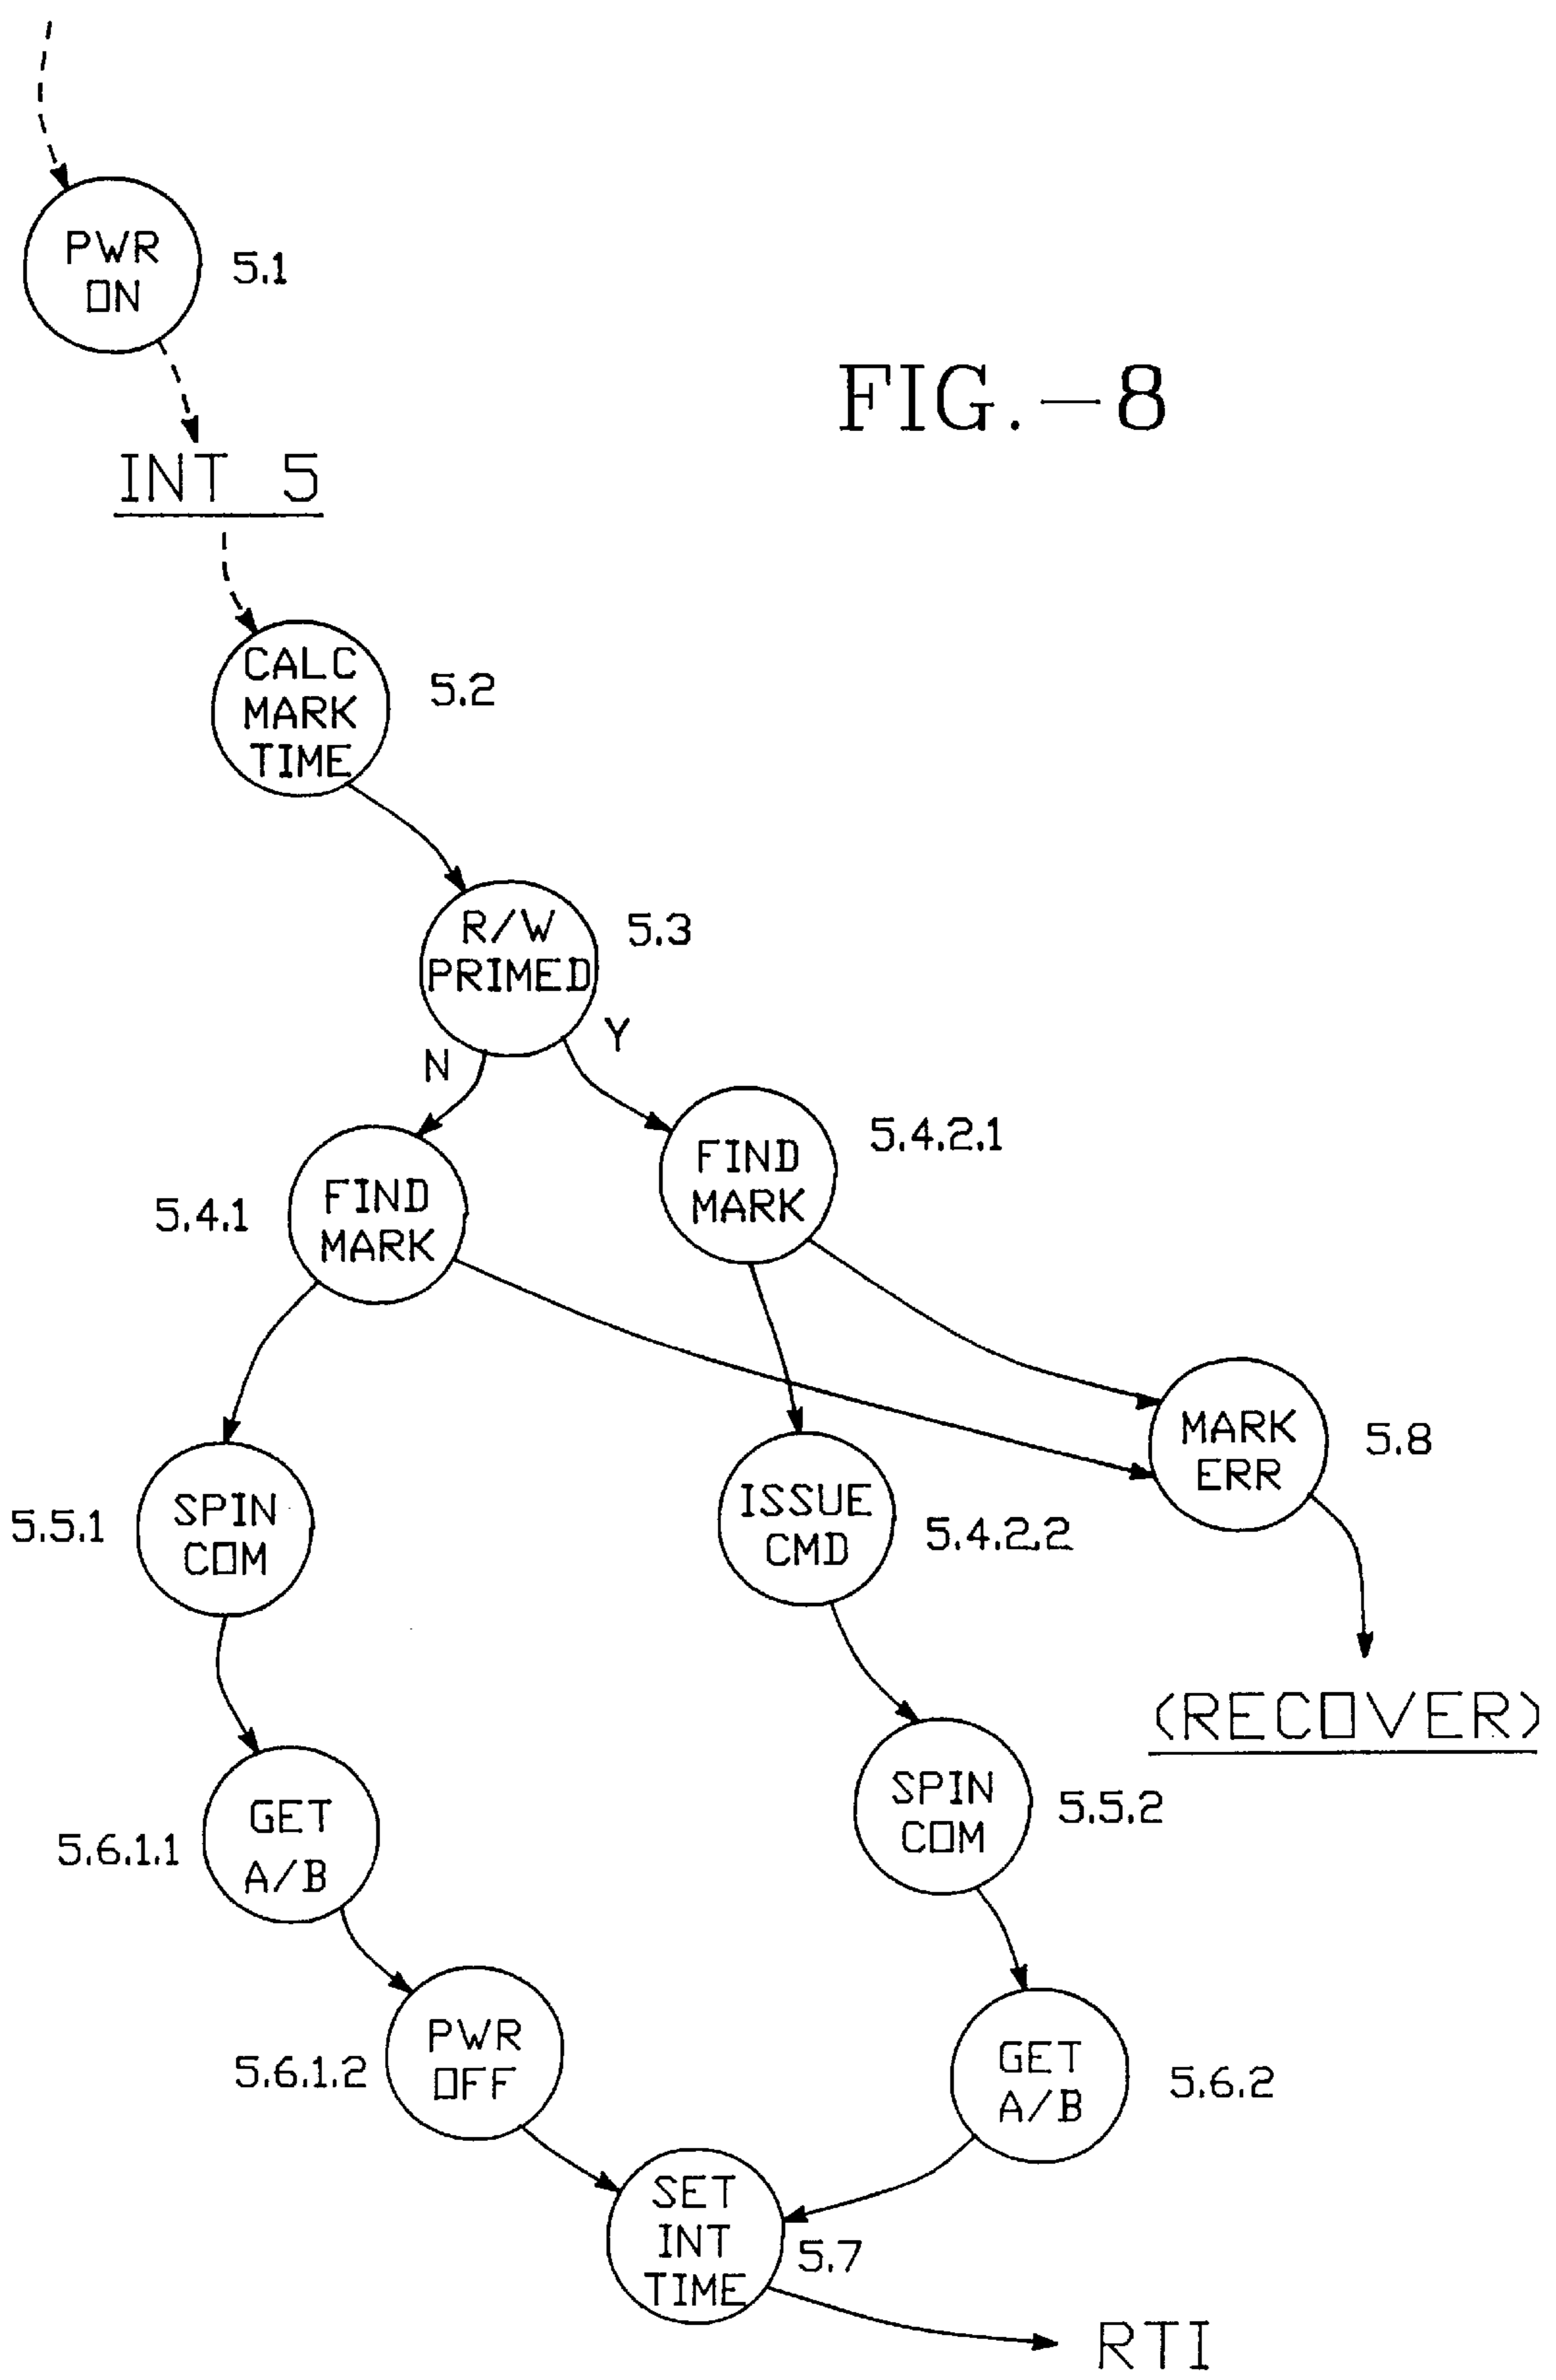 PWR
ON
5.1
FIG.-8
INT 5
CALC
MARK
TIME
5.2
R/W
PRIMED
5.3
N
Y
FIND
MARK
5.4.2.1
5.4.1
FIND
MARK
MARK
ERR
5.8
5.5.1
SPIN
COM
ISSUE
CMD
5.4.2.2
(RECOVER)
SPIN
COM
5.5.2
5.6.1.1
GET
A/B
5.6.1.2
PWR
OFF
GET
A/B
5.6.2
SET
INT
TIME
5.7
RTI